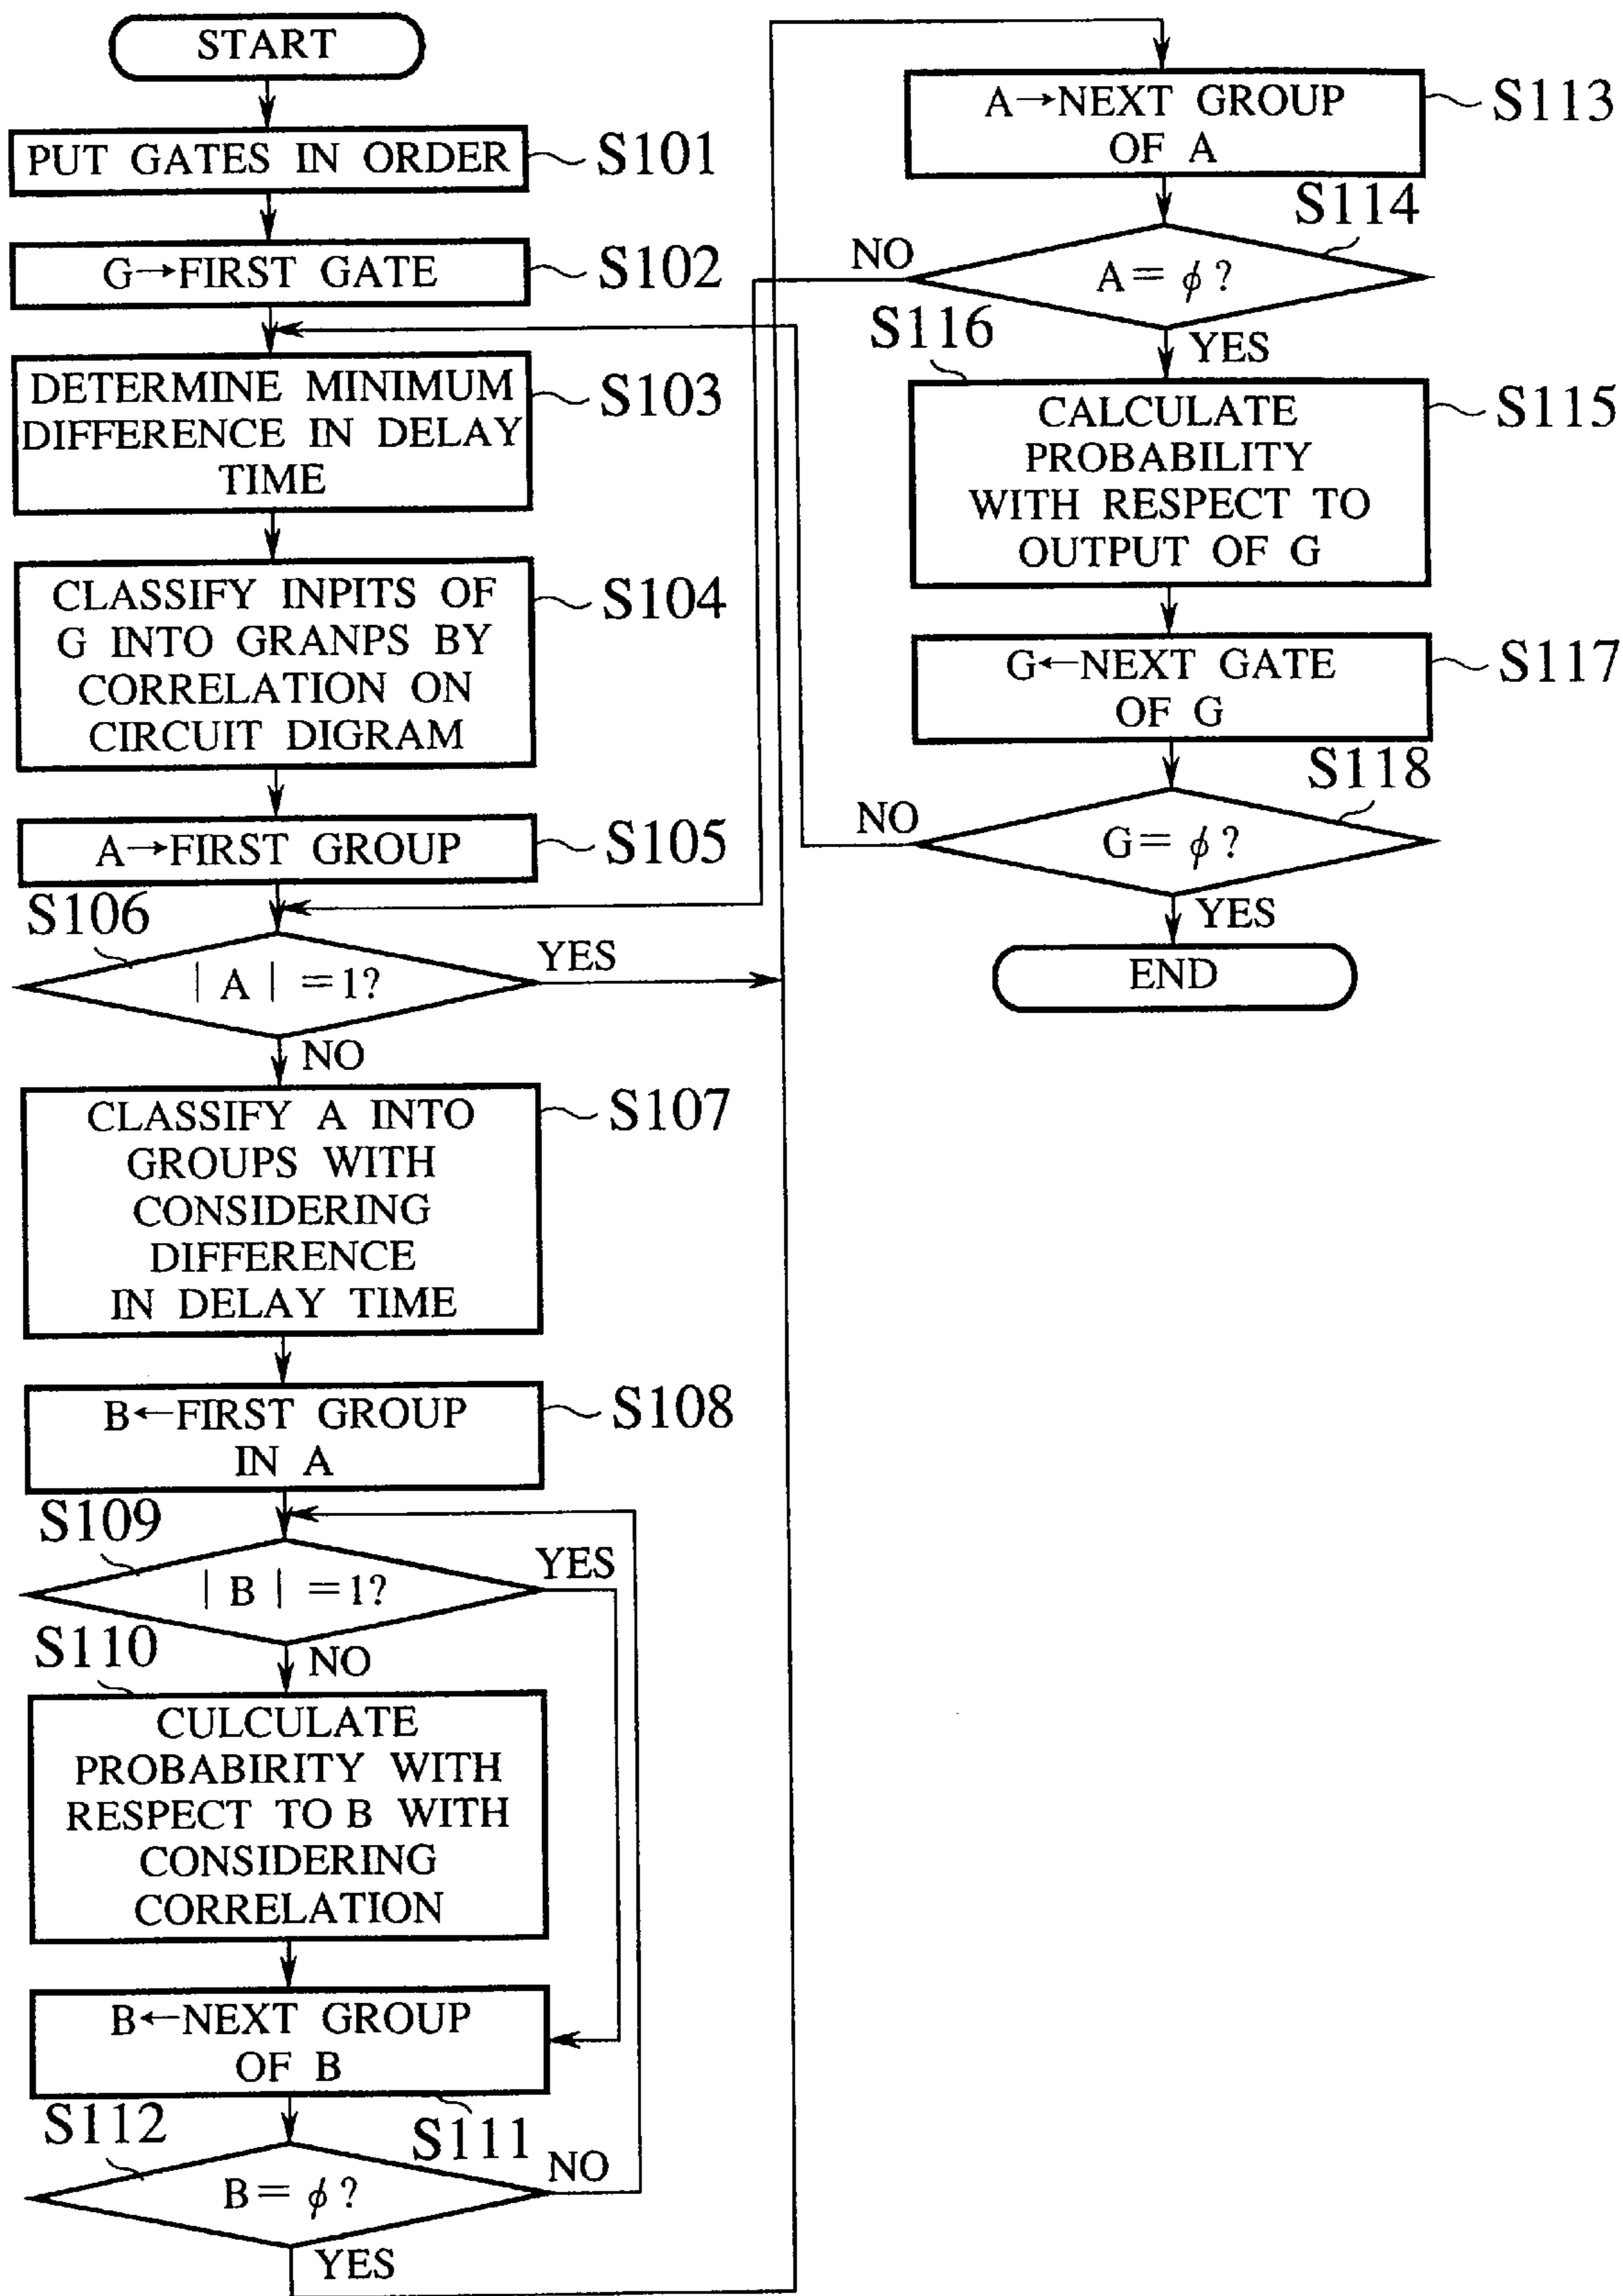 START
PUT GATES IN ORDER
S101
G→FIRST GATE
S102
DETERMINE MINIMUM
DIFFERENCE IN DELAY
TIME
S103
CLASSIFY INPITS OF
G INTO GRANPS BY
CORRELATION ON
CIRCUIT DIGRAM
S104
A→FIRST GROUP
S105
S106
| A | =1?
YES
NO
CLASSIFY A INTO
GROUPS WITH
CONSIDERING
DIFFERENCE
IN DELAY TIME
S107
B←FIRST GROUP
IN A
S108
S109
| B | =1?
YES
NO
S110
CULCULATE
PROBABIRITY WITH
RESPECT TO B WITH
CONSIDERING
CORRELATION
B←NEXT GROUP
OF B
S111
S112
B= ϕ ?
NO
YES
A→NEXT GROUP
OF A
S113
S114
A= ϕ ?
NO
YES
S116
CALCULATE
PROBABILITY
WITH RESPECT TO
OUTPUT OF G
S115
G←NEXT GATE
OF G
S117
S118
G= ϕ ?
NO
YES
END